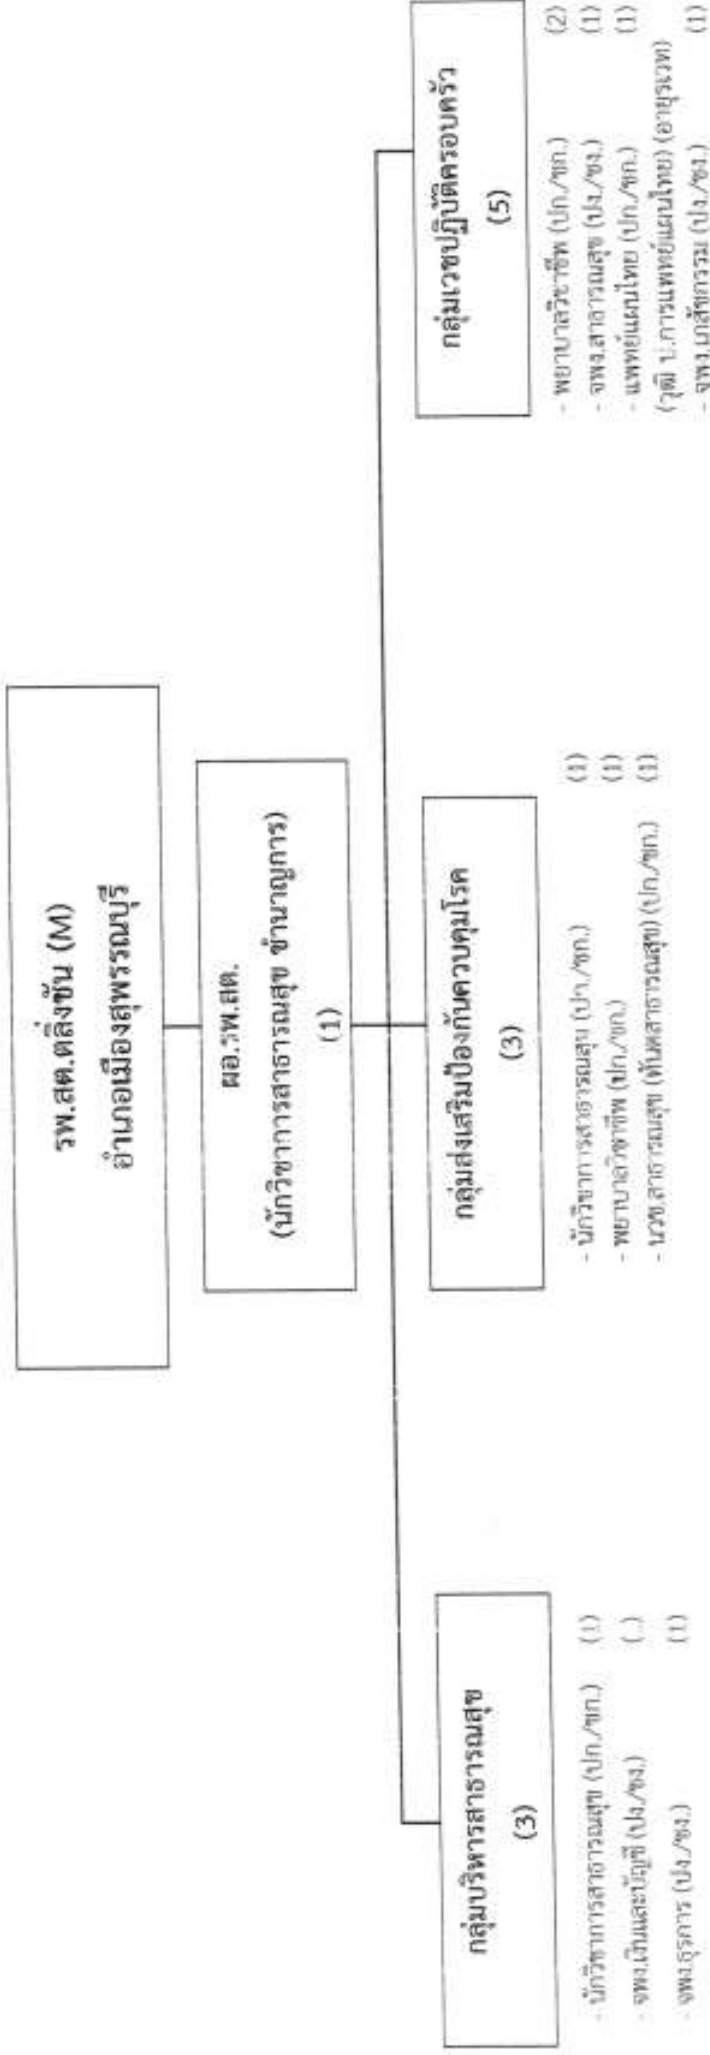 รพ.สต.ตลิ่งชัน (M)
อำเภอเมืองสุพรรณบุรี
ผอ.รพ.สต.
(นักวิชาการสาธารณสุข ชำนาญการ)
(1)
กลุ่มบริหารสาธารณสุข
(3)
- นักวิชาการสาธารณสุข (ปก./ชก.) (1)
- จพง.เงินและบัญชี (ปง./ชง.)
- จพง.ธุรการ (ปง./ชง.) (1)
กลุ่มส่งเสริมป้องกันควบคุมโรค
(3)
- นักวิชาการสาธารณสุข (ปก./ชก.) (1)
- พยาบาลวิชาชีพ (ปก./ชก.) (1)
- นวช.สาธารณสุข (ทันตสาธารณสุข) (ปก./ชก.) (1)
กลุ่มเวชปฏิบัติครอบครัว
(5)
- พยาบาลวิชาชีพ (ปก./ชก.) (2)
- จพง.สาธารณสุข (ปง./ชง.) (1)
- แพทย์แผนไทย (ปก./ชก.) (1)
(วุฒิ ป.การแพทย์แผนไทย) (อายุรเวท)
- จพง.เภสัชกรรม (ปง./ชง.) (1)